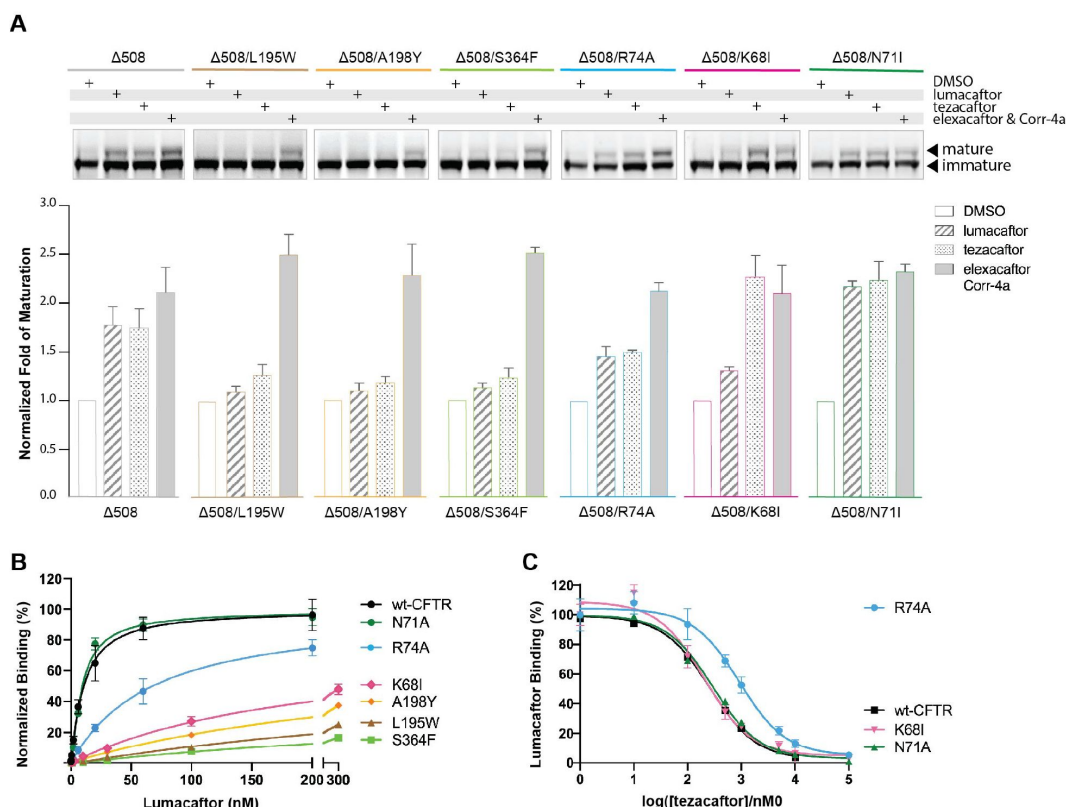 A
Δ508 Δ508/L195W Δ508/A198Y Δ508/S364F Δ508/R74A Δ508/K68I Δ508/N71I
+ + + + + + + DMSO
+ + + + + + + lumacaftor
+ + + + + + + tezacaftor
+ + + + + + + elexacaftor & Corr-4a
mature
immature
Normalized Fold of Maturation
3.0
2.5
2.0
1.5
1.0
0.5
0.0
DMSO
lumacaftor
tezacaftor
elexacaftor
Corr-4a
Δ508 Δ508/L195W Δ508/A198Y Δ508/S364F Δ508/R74A Δ508/K68I Δ508/N71I
B
Normalized Binding (%)
120
100
80
60
40
20
0
0 50 100 150 200 300
Lumacaftor (nM)
wt-CFTR
N71A
R74A
K68I
A198Y
L195W
S364F
C
Lumacaftor Binding (%)
120
100
80
60
40
20
0
0 1 2 3 4 5
log([tezacaftor]/nM0
R74A
wt-CFTR
K68I
N71A